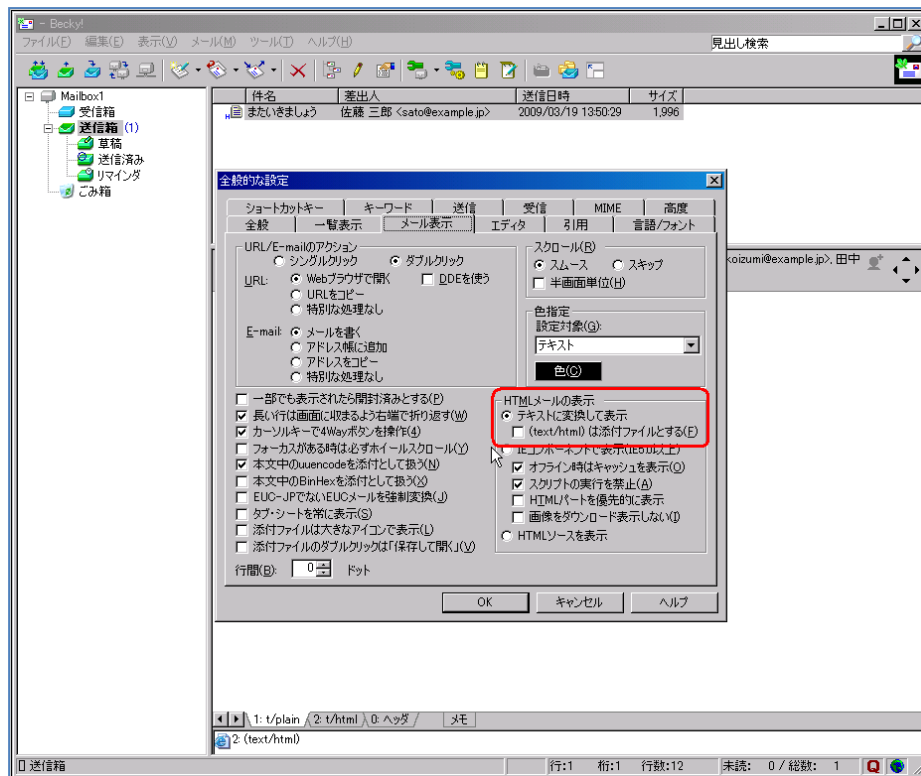 - Becky!
ファイル(F) 編集(E) 表示(V) メール(M) ツール(T) ヘルプ(H)
見出し検索
Mailbox1
受信箱
送信箱 (1)
草稿
送信済み
リマインダ
ごみ箱
件名 差出人 送信日時 サイズ
またいきましょう 佐藤 三郎 <sato@example.jp> 2009/03/19 13:50:29 1,996
全般的な設定
ショートカットキー キーワード 送信 受信 MIME 高度
全般 一覧表示 メール表示 エディタ 引用 言語/フォント
URL/E-mailのアクション
シングルクリック ダブルクリック
URL: Webブラウザで開く DDEを使う
URLをコピー
特別な処理なし
E-mail: メールを書く
アドレス帳に追加
アドレスをコピー
特別な処理なし
スクロール(R)
スムース スキップ
半画面単位(H)
色指定
設定対象(G):
テキスト
色(C)
<oizumi@example.jp>, 田中
一部でも表示されたら開封済みとする(P)
長い行は画面に収まるよう右端で折り返す(W)
カーソルキーで4Wayボタンを操作(4)
フォーカスがある時は必ずホイールスクロール(Y)
本文中のuuencodeを添付として扱う(N)
本文中のBinHexを添付として扱う(X)
EUC-JPでないEUCメールを強制変換(J)
タブ・シートを常に表示(S)
添付ファイルは大きなアイコンで表示(L)
添付ファイルのダブルクリックは「保存して開く」(V)
行間(B): 0 ドット
HTMLメールの表示
テキストに変換して表示
(text/html) は添付ファイルとする(F)
IEコンポーネントで表示(IE5.0以上)
オフライン時はキャッシュを表示(O)
スクリプトの実行を禁止(A)
HTMLパートを優先的に表示
画像をダウンロード表示しない(I)
HTMLソースを表示
OK キャンセル ヘルプ
1: t/plain 2: t/html 0: ヘッダ メモ
2: (text/html)
送信箱 行:1 桁:1 行数:12 未読: 0 / 総数: 1 Q